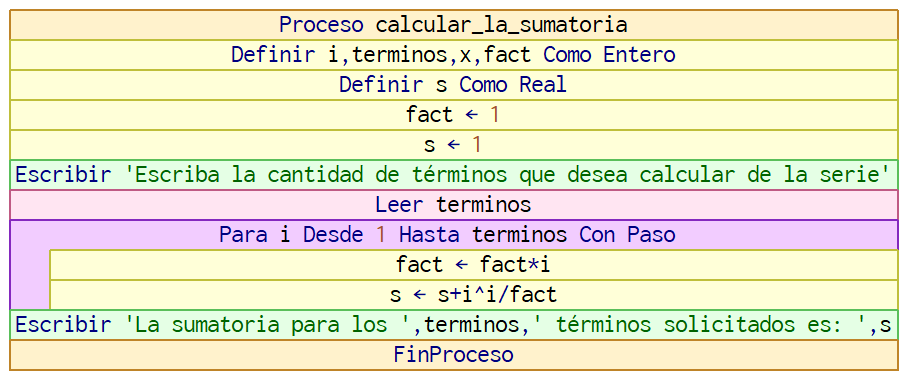 Proceso calcular_la_sumatoria
Definir i,terminos,x,fact Como Entero
Definir s Como Real
fact ← 1
s ← 1
Escribir 'Escriba la cantidad de términos que desea calcular de la serie'
Leer terminos
Para i Desde 1 Hasta terminos Con Paso
fact ← fact*i
s ← s+i^i/fact
Escribir 'La sumatoria para los ',terminos,' términos solicitados es: ',s
FinProceso